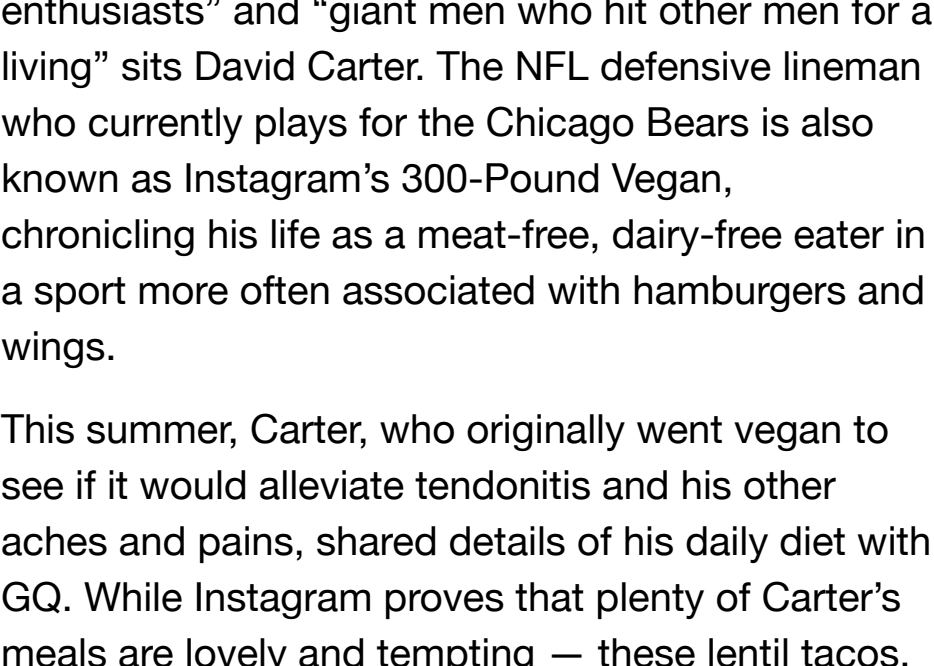 enthusiasts” and “giant men who hit other men for a
living” sits David Carter. The NFL defensive lineman
who currently plays for the Chicago Bears is also
known as Instagram’s 300-Pound Vegan,
chronicling his life as a meat-free, dairy-free eater in
a sport more often associated with hamburgers and
wings.
This summer, Carter, who originally went vegan to
see if it would alleviate tendonitis and his other
aches and pains, shared details of his daily diet with
GQ. While Instagram proves that plenty of Carter’s
meals are lovely and tempting — these lentil tacos,